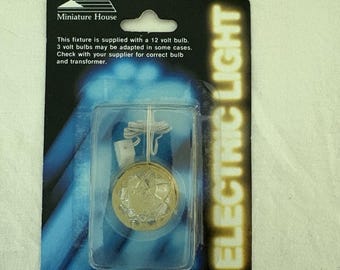 Miniature House
This fixture is supplied with a 12 volt bulb.
3 volt bulbs may be adapted in some cases.
Check with your supplier for correct bulb
and transformer.
ELECTRIC LIGHT